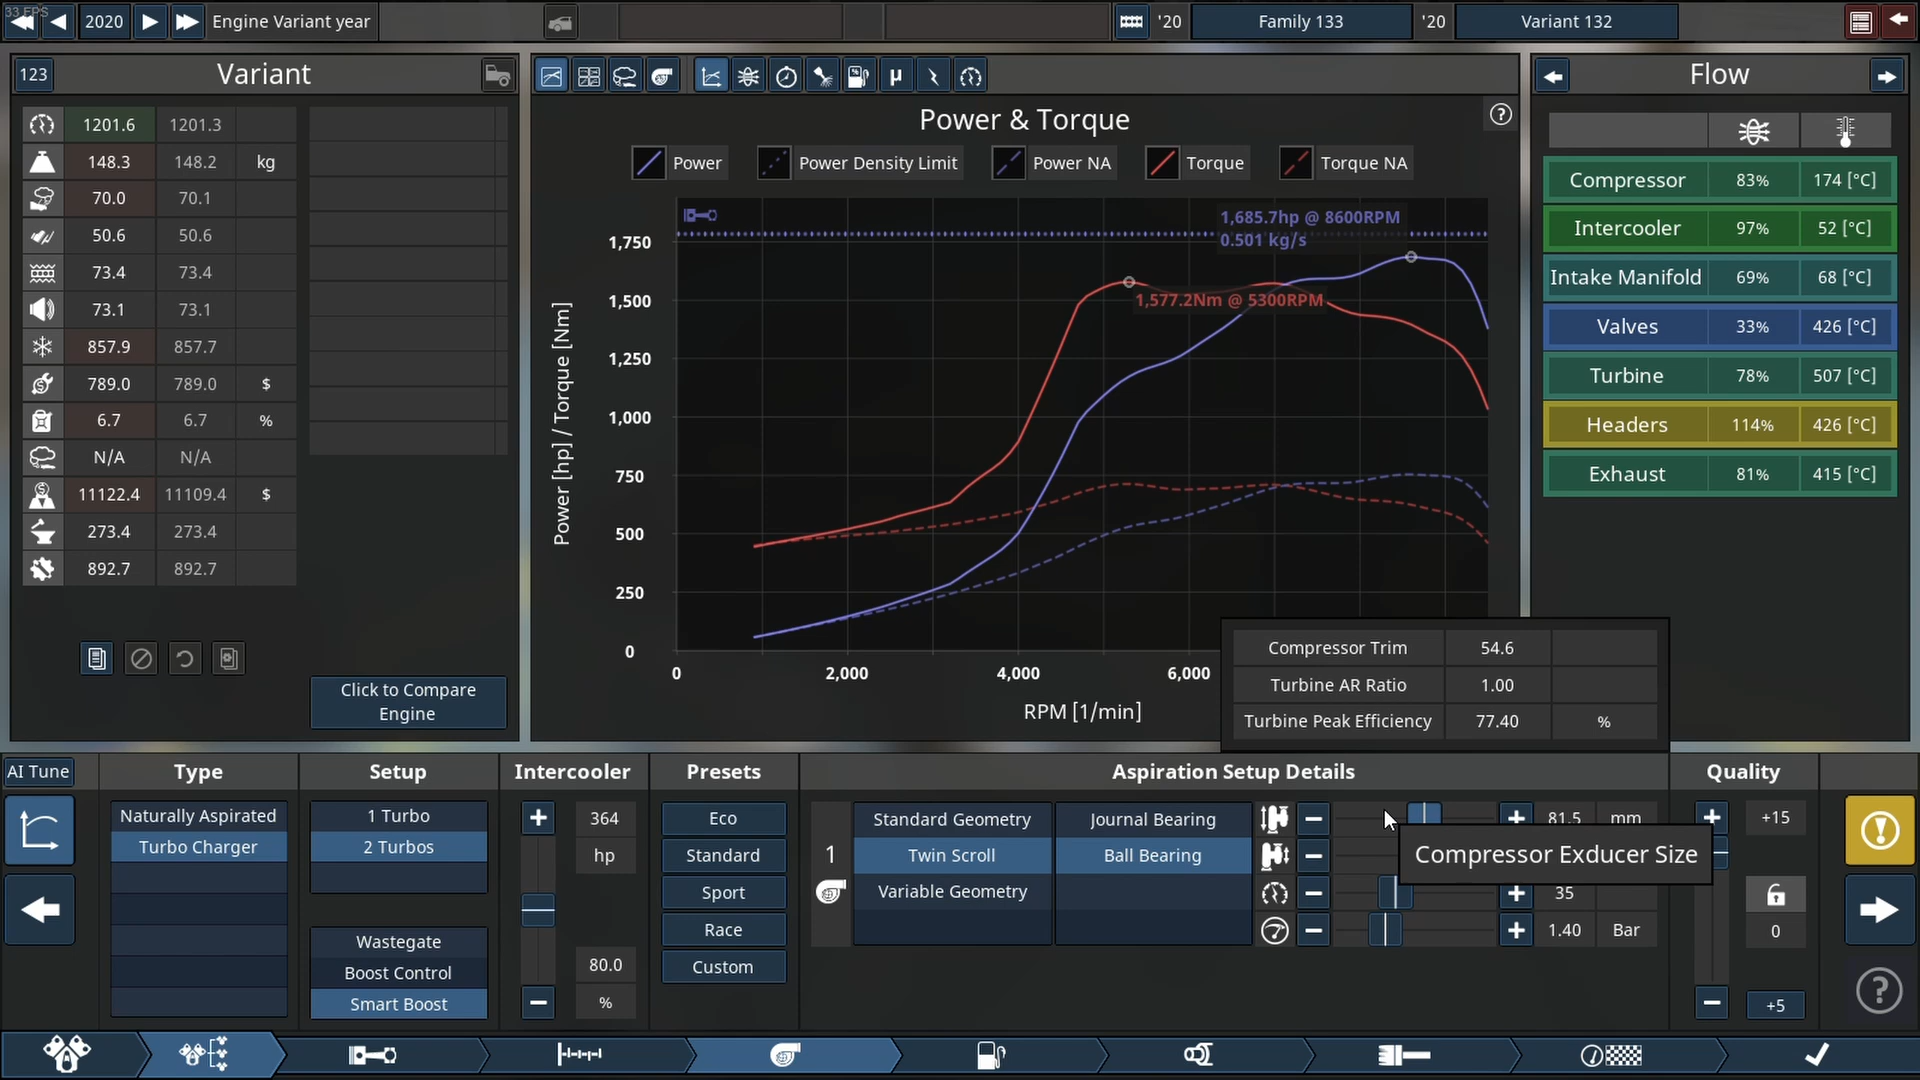 33 FPS
2020
Engine Variant year
'20
Family 133
'20
Variant 132
123
Variant
1201.6 1201.3
148.3 148.2 kg
70.0 70.1
50.6 50.6
73.4 73.4
73.1 73.1
857.9 857.7
789.0 789.0 $
6.7 6.7 %
N/A N/A
11122.4 11109.4 $
273.4 273.4
892.7 892.7
Click to Compare
Engine
µ
Power & Torque
?
Power
Power Density Limit
Power NA
Torque
Torque NA
1,685.7hp @ 8600RPM
0.501 kg/s
1,577.2Nm @ 5300RPM
Power [hp] / Torque [Nm]
1,750
1,500
1,250
1,000
750
500
250
0
0 2,000 4,000 6,000
RPM [1/min]
Flow
Compressor 83% 174 [°C]
Intercooler 97% 52 [°C]
Intake Manifold 69% 68 [°C]
Valves 33% 426 [°C]
Turbine 78% 507 [°C]
Headers 114% 426 [°C]
Exhaust 81% 415 [°C]
Compressor Trim 54.6
Turbine AR Ratio 1.00
Turbine Peak Efficiency 77.40 %
AI Tune
Type
Naturally Aspirated
Turbo Charger
Setup
1 Turbo
2 Turbos
Wastegate
Boost Control
Smart Boost
Intercooler
364
hp
80.0
%
Presets
Eco
Standard
Sport
Race
Custom
Aspiration Setup Details
1
Standard Geometry
Twin Scroll
Variable Geometry
Journal Bearing
Ball Bearing
81.5 mm
Compressor Exducer Size
35
1.40 Bar
Quality
+15
0
+5
?